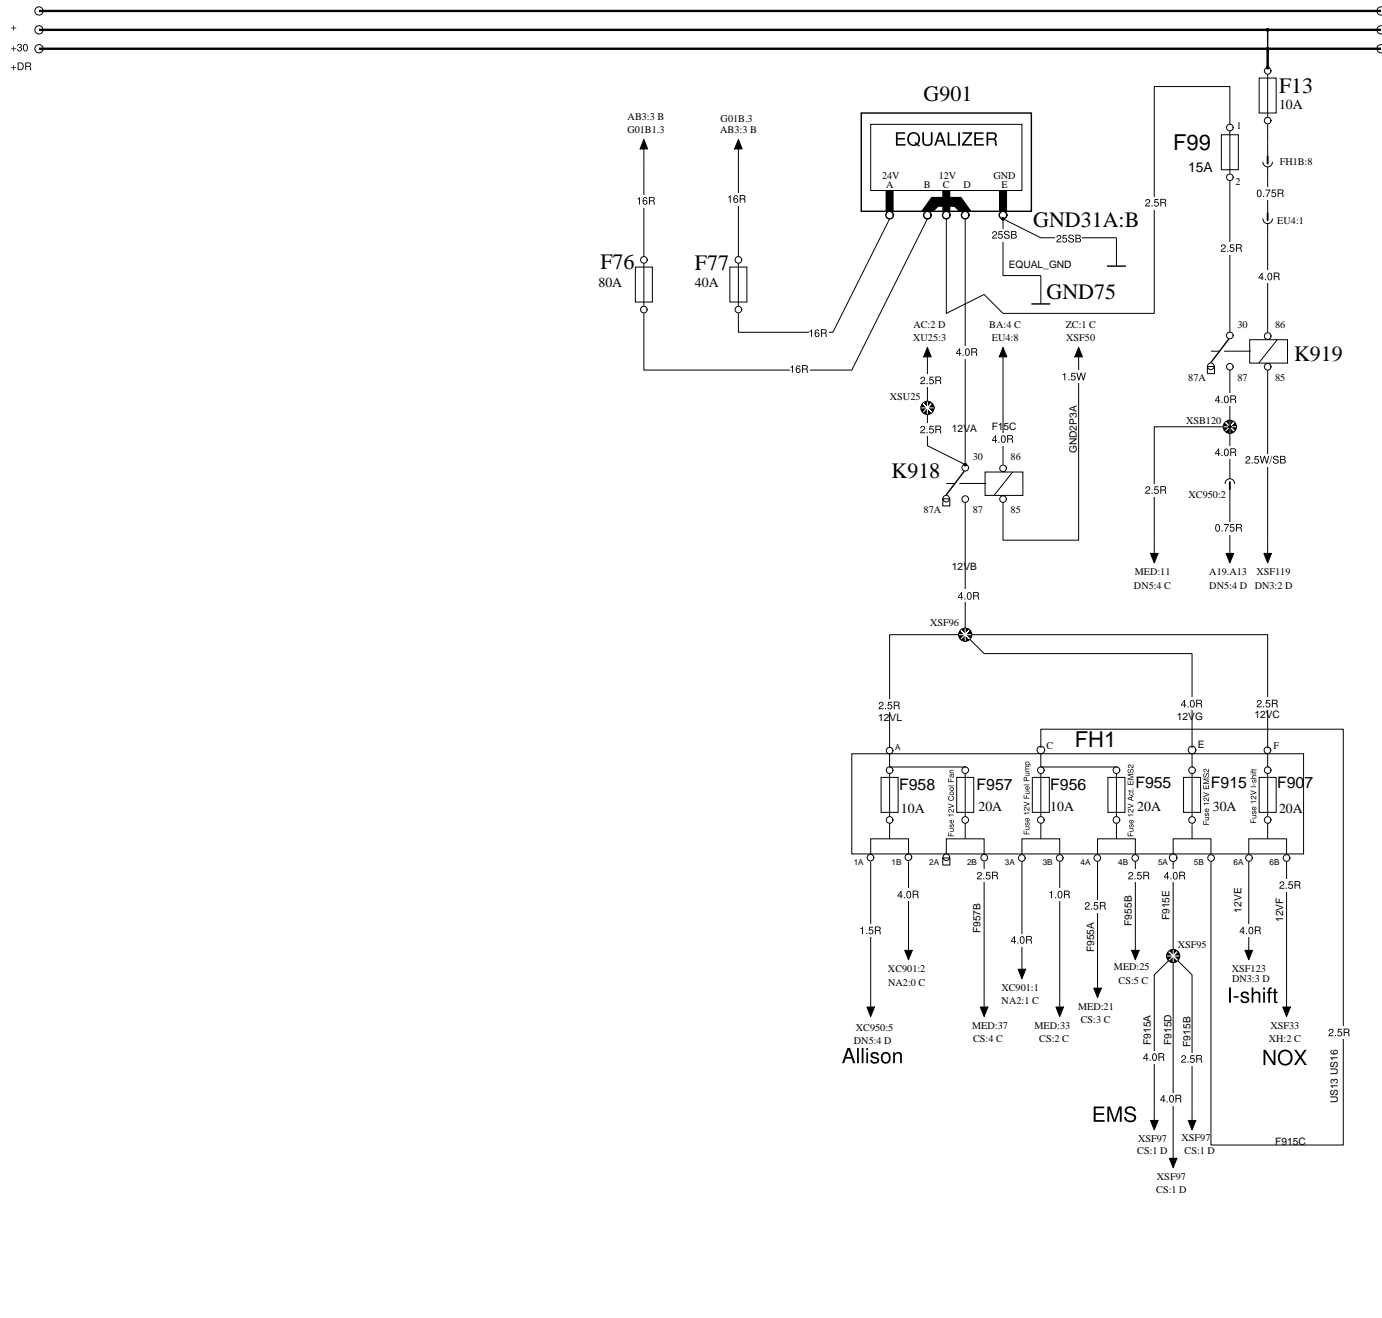 +
+30
+DR
F13
10A
G901
AB3:3 B
G01B1.3
G01B.3
AB3:3 B
EQUALIZER
24V
12V
GND
A
B
C
D
E
F99
15A
1
2
FH1B:8
0.75R
EU4:1
16R
16R
2.5R
GND31A:B
25SB
25SB
EQUAL_GND
GND75
2.5R
4.0R
F76
80A
F77
40A
16R
16R
AC:2 D
XU25:3
BA:4 C
EU4:8
ZC:1 C
XSF50
4.0R
30
86
K919
87A
87
85
2.5R
XSU25
2.5R
12VA
F15C
4.0R
1.5W
GND2P3A
4.0R
XSB120
4.0R
2.5W/SB
30
86
K918
87A
87
85
2.5R
XC950:2
0.75R
12VB
4.0R
MED:11
DN5:4 C
A19.A13
DN5:4 D
XSF119
DN3:2 D
XSF96
2.5R
12VL
4.0R
12VG
2.5R
12VC
A
C
FH1
E
F
F958
10A
Fuse 12V Cool Fan
F957
20A
Fuse 12V Fuel Pump
F956
10A
Fuse 12V Act. EMS2
F955
20A
Fuse 12V EMS2
F915
30A
Fuse 12V I-shift
F907
20A
1A
1B
2A
2B
3A
3B
4A
4B
5A
5B
6A
6B
1.5R
4.0R
2.5R
F957B
4.0R
1.0R
2.5R
F955A
2.5R
F955B
4.0R
F915E
12VE
4.0R
2.5R
12VF
XSF95
XC901:2
NA2:0 C
XC901:1
NA2:1 C
MED:25
CS:5 C
MED:21
CS:3 C
XSF123
DN3:3 D
I-shift
XC950:5
DN5:4 D
Allison
MED:37
CS:4 C
MED:33
CS:2 C
F915A
4.0R
F915D
4.0R
F915B
2.5R
XSF33
XH:2 C
NOX
2.5R
US13 US16
EMS
XSF97
CS:1 D
XSF97
CS:1 D
F915C
XSF97
CS:1 D